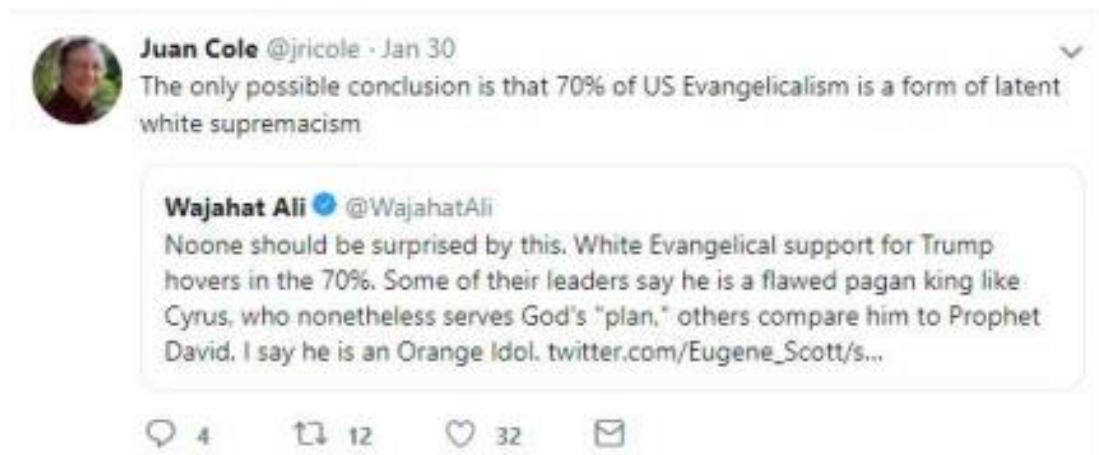 Juan Cole @jricole · Jan 30
The only possible conclusion is that 70% of US Evangelicalism is a form of latent
white supremacism
Wajahat Ali @WajahatAli
Noone should be surprised by this. White Evangelical support for Trump
hovers in the 70%. Some of their leaders say he is a flawed pagan king like
Cyrus, who nonetheless serves God's "plan," others compare him to Prophet
David. I say he is an Orange Idol. twitter.com/Eugene_Scott/s...
4 12 32